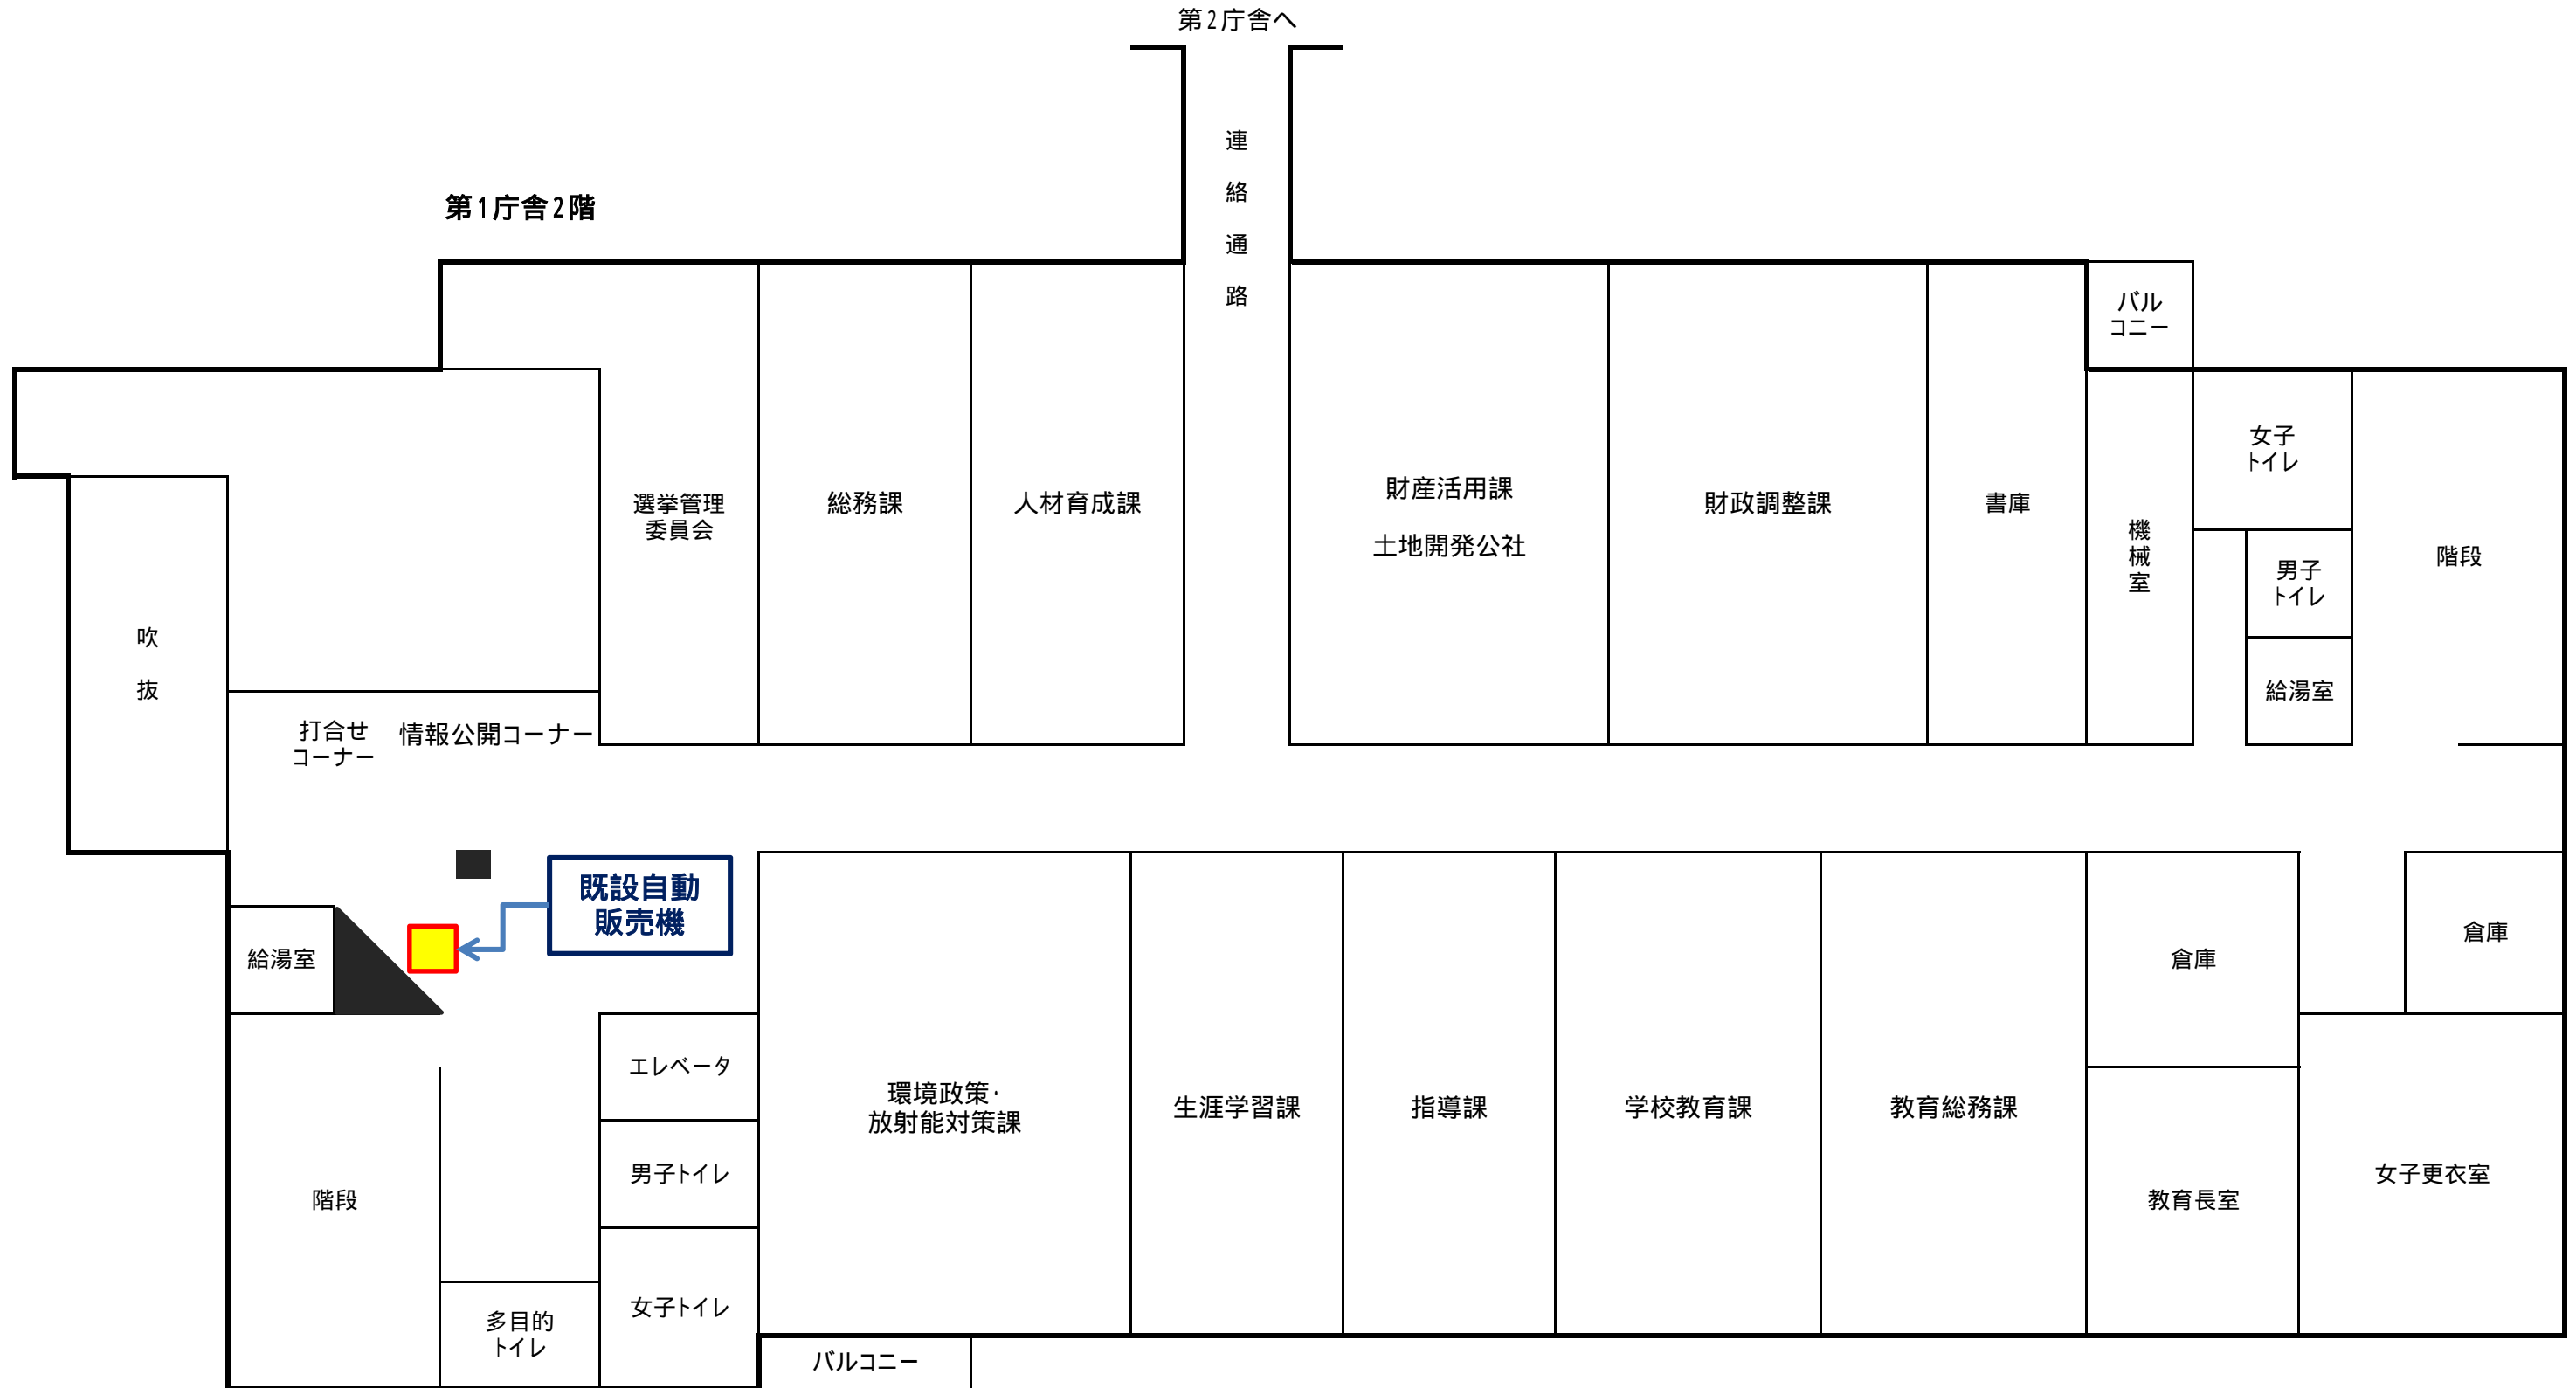 第2庁舎へ
連
絡
通
路
第1庁舎2階
バル
コニー
選挙管理
委員会
総務課
人材育成課
財産活用課
土地開発公社
財政調整課
書庫
機
械
室
女子
トイレ
男子
トイレ
給湯室
階段
吹
抜
打合せ
コーナー
情報公開コーナー
既設自動
販売機
給湯室
階段
エレベータ
男子トイレ
女子トイレ
多目的
トイレ
環境政策・
放射能対策課
生涯学習課
指導課
学校教育課
教育総務課
倉庫
教育長室
倉庫
女子更衣室
バルコニー